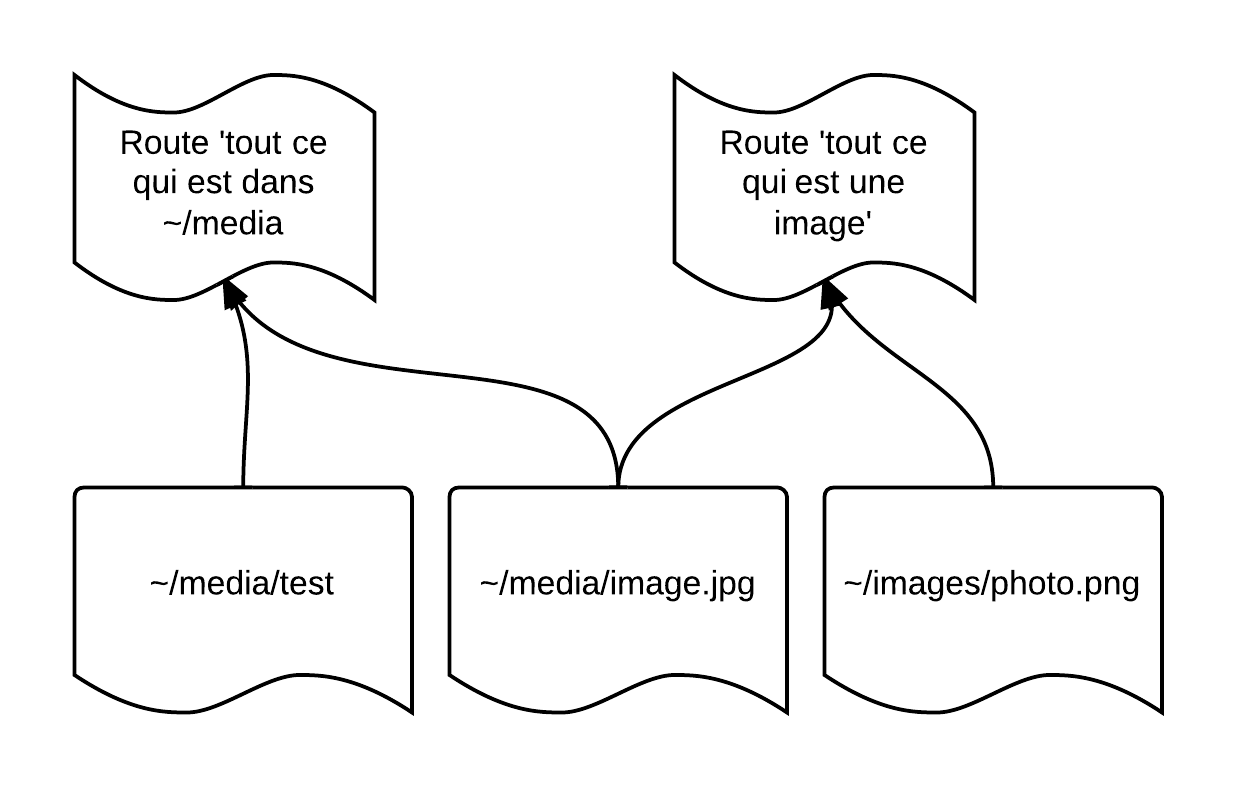 Route 'tout ce
qui est dans
~/media
Route 'tout ce
qui est une
image'
~/media/test
~/media/image.jpg
~/images/photo.png